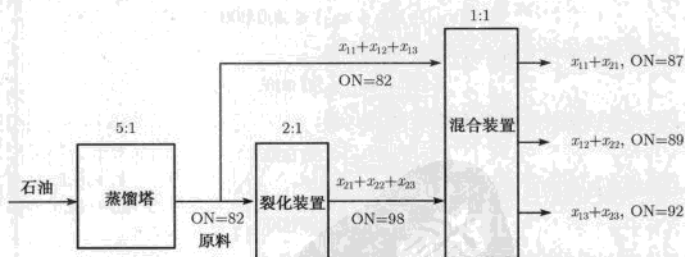 1:1
x₁₁+x₁₂+x₁₃
x₁₁+x₂₁, ON=87
ON=82
5:1
2:1
混合装置
x₁₂+x₂₂, ON=89
石油
蒸馏塔
裂化装置
x₂₁+x₂₂+x₂₃
ON=82
ON=98
x₁₃+x₂₃, ON=92
原料